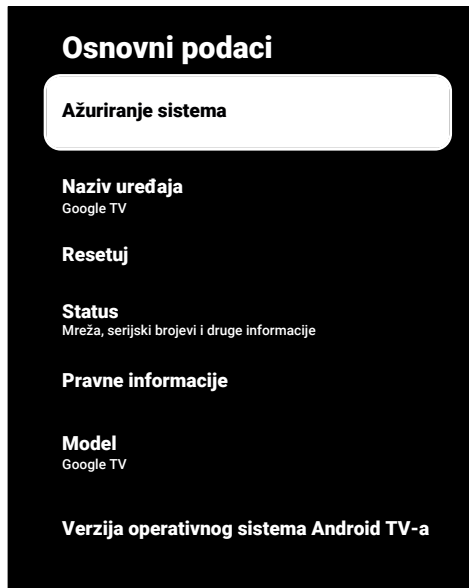 Osnovni podaci
Ažuriranje sistema
Naziv uređaja
Google TV
Resetuj
Status
Mreža, serijski brojevi i druge informacije
Pravne informacije
Model
Google TV
Verzija operativnog sistema Android TV-a